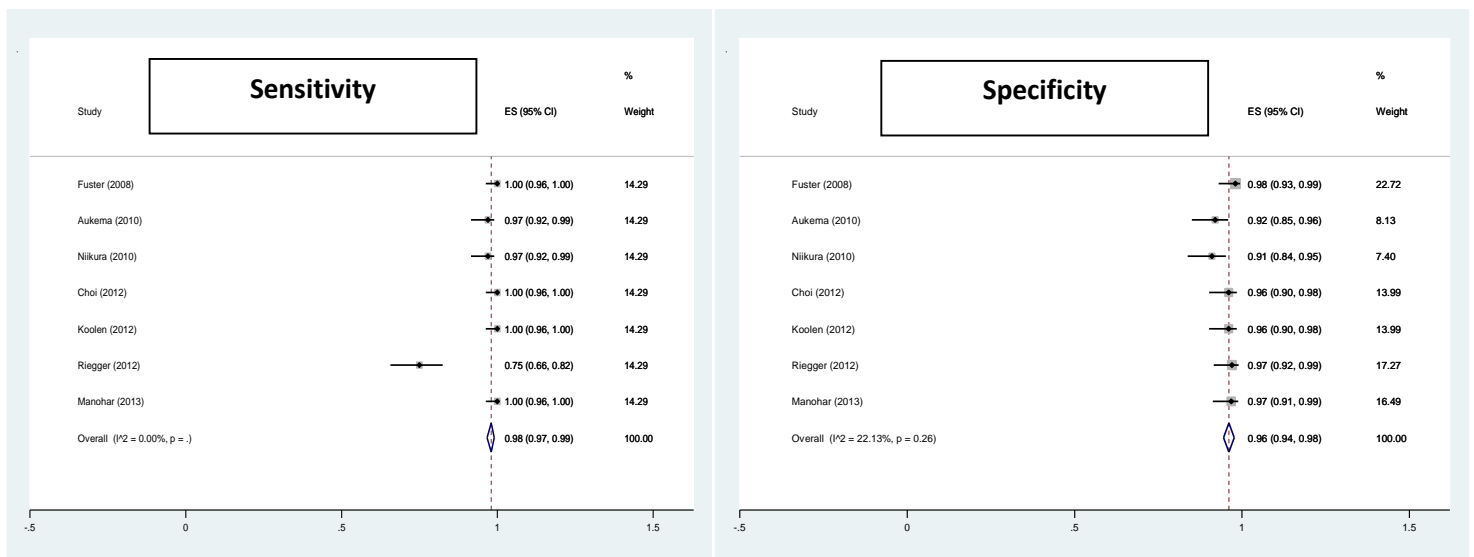 Sensitivity
%
Study ES (95% CI) Weight
Fuster (2008) 1.00 (0.96, 1.00) 14.29
Aukema (2010) 0.97 (0.92, 0.99) 14.29
Niikura (2010) 0.97 (0.92, 0.99) 14.29
Choi (2012) 1.00 (0.96, 1.00) 14.29
Koolen (2012) 1.00 (0.96, 1.00) 14.29
Riegger (2012) 0.75 (0.66, 0.82) 14.29
Manohar (2013) 1.00 (0.96, 1.00) 14.29
Overall (I^2 = 0.00%, p = .) 0.98 (0.97, 0.99) 100.00
-.5 0 .5 1 1.5
Specificity
%
Study ES (95% CI) Weight
Fuster (2008) 0.98 (0.93, 0.99) 22.72
Aukema (2010) 0.92 (0.85, 0.96) 8.13
Niikura (2010) 0.91 (0.84, 0.95) 7.40
Choi (2012) 0.96 (0.90, 0.98) 13.99
Koolen (2012) 0.96 (0.90, 0.98) 13.99
Riegger (2012) 0.97 (0.92, 0.99) 17.27
Manohar (2013) 0.97 (0.91, 0.99) 16.49
Overall (I^2 = 22.13%, p = 0.26) 0.96 (0.94, 0.98) 100.00
-.5 0 .5 1 1.5